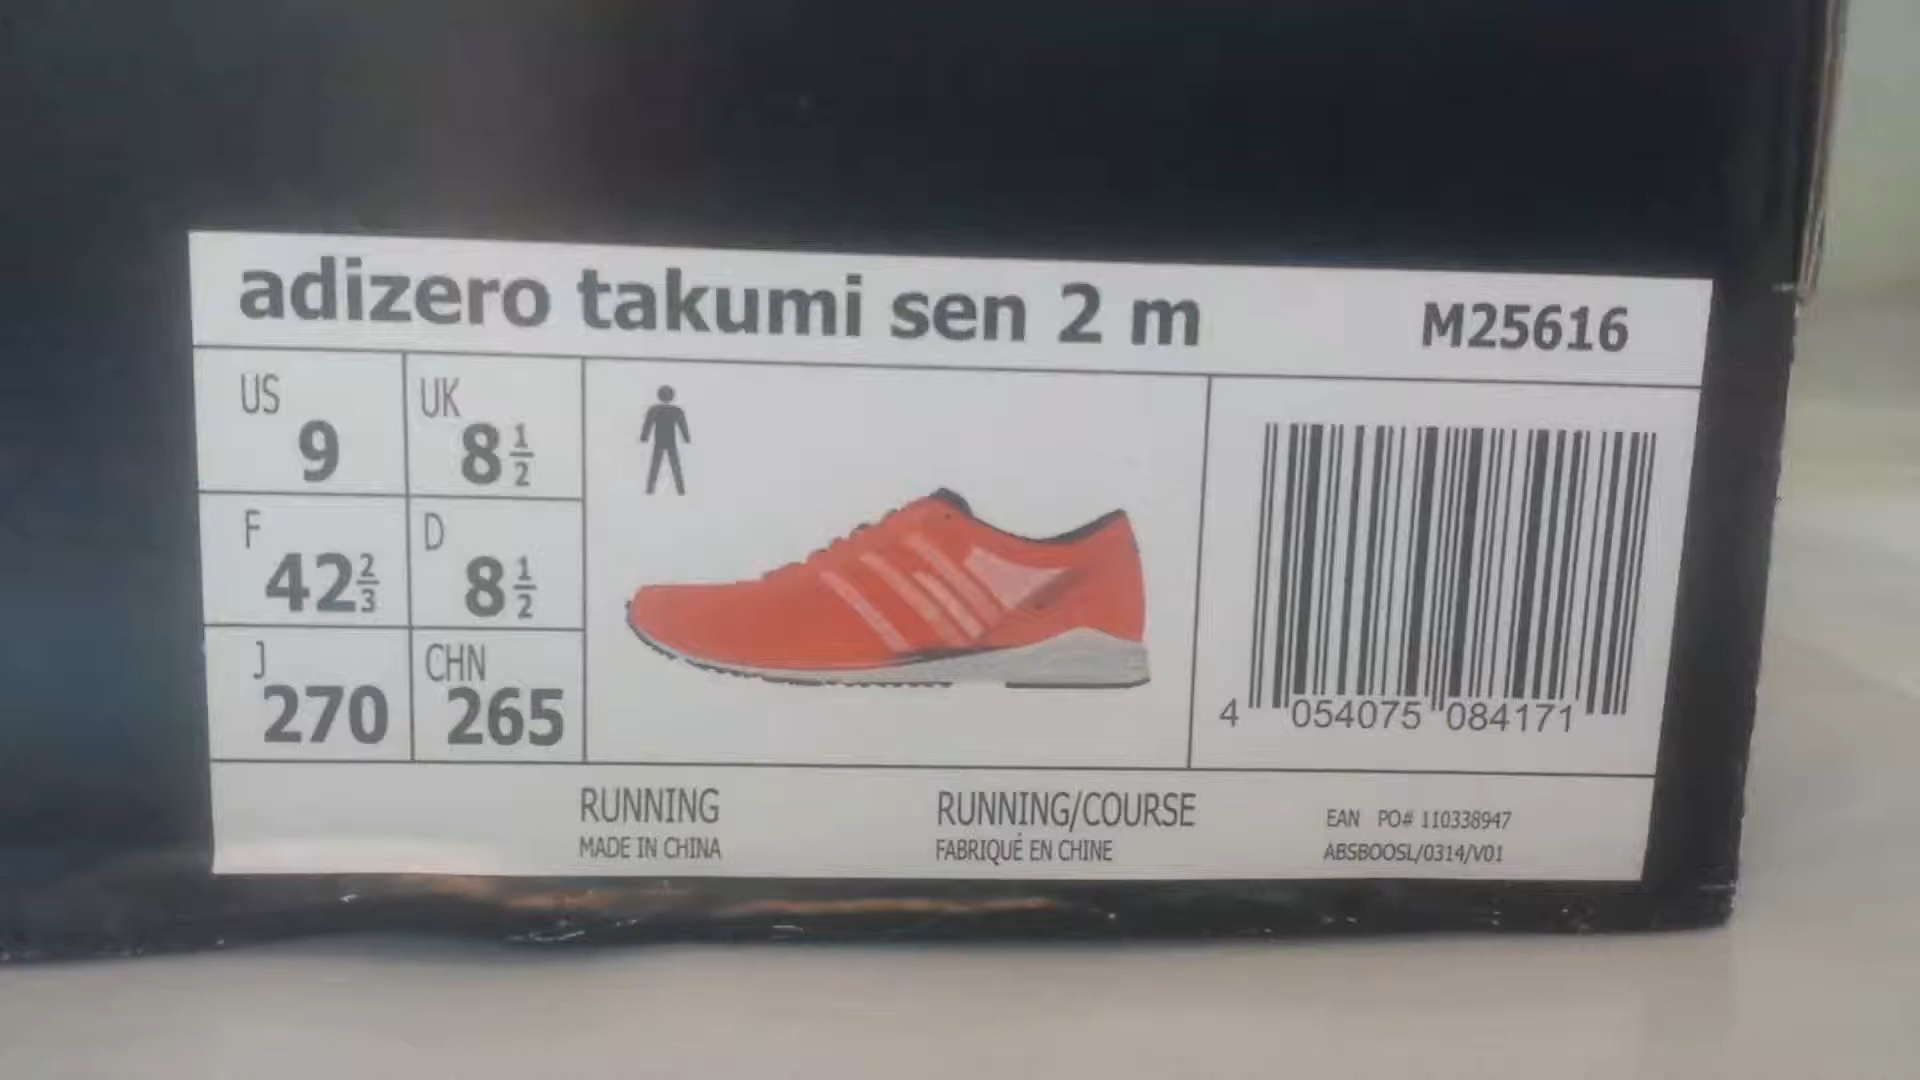 adizero takumi sen 2 m M25616
US 9 UK 8 1/2
F 42 2/3 D 8 1/2
J 270 CHN 265
4 054075 084171
RUNNING RUNNING/COURSE EAN PO# 110338947
MADE IN CHINA FABRIQUÉ EN CHINE ABSBOOSL/0314/V01